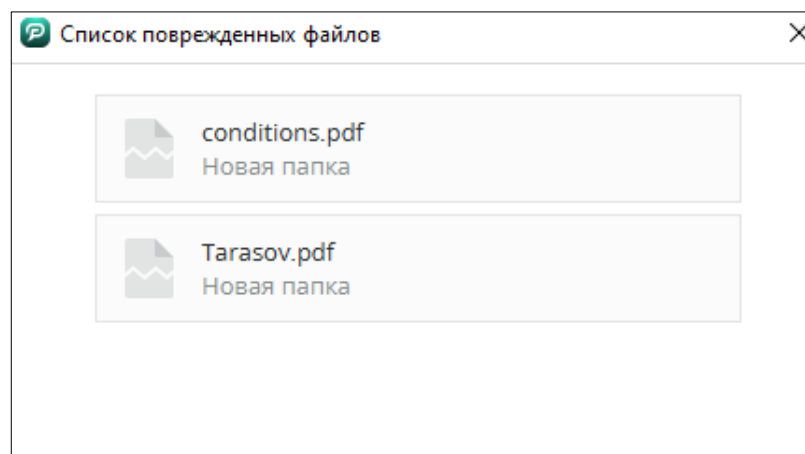 Список поврежденных файлов
conditions.pdf
Новая папка
Tarasov.pdf
Новая папка